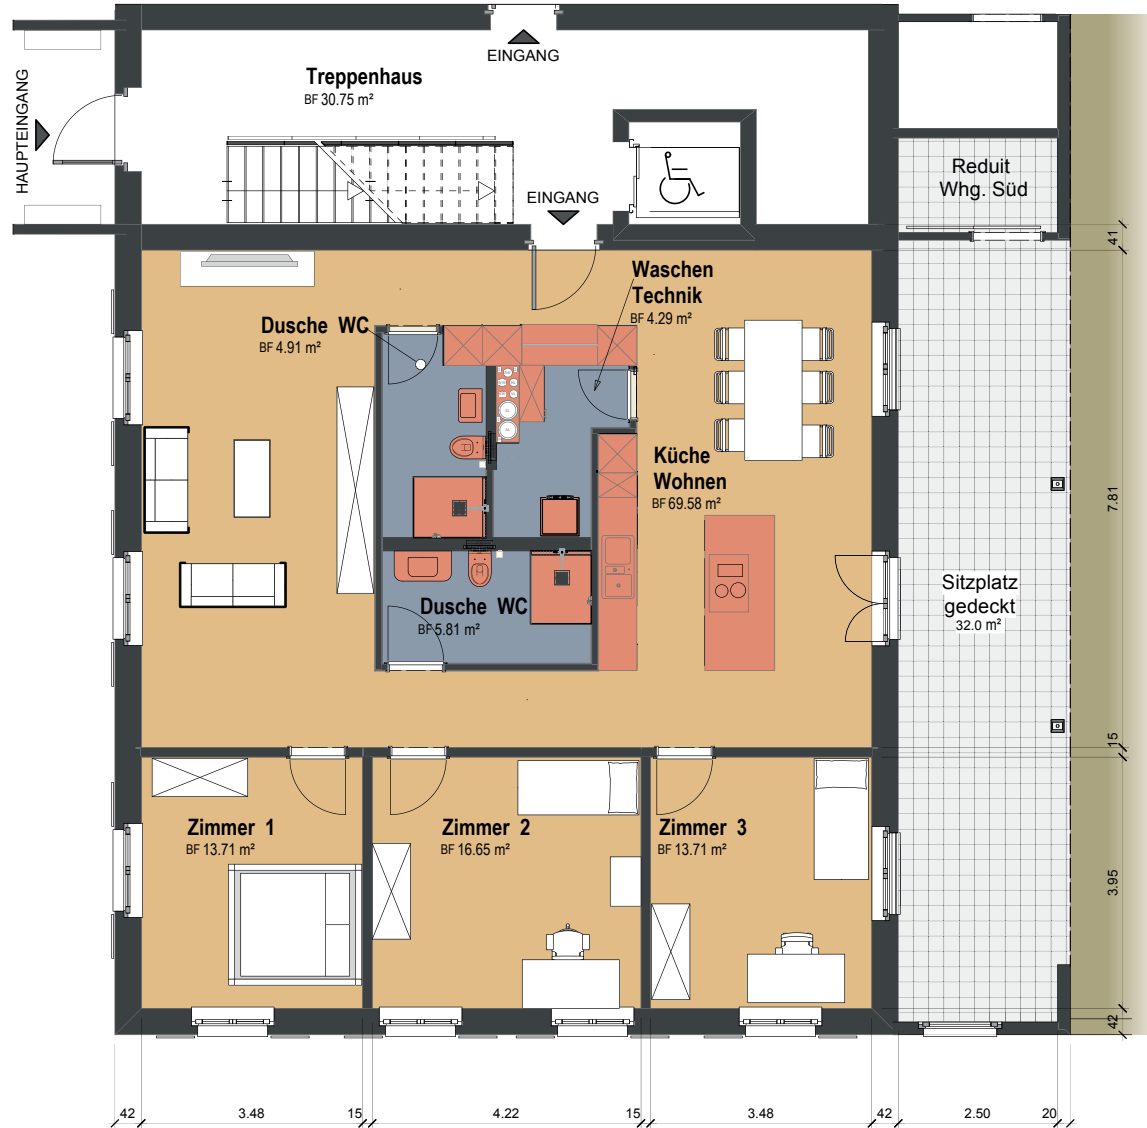 EINGANG
Treppenhaus
BF 30.75 m²
HAUPTEINGANG
EINGANG
Reduit
Whg. Süd
41
Waschen
Technik
BF 4.29 m²
Dusche WC
BF 4.91 m²
Küche
Wohnen
BF 69.58 m²
7.81
Sitzplatz
gedeckt
32.0 m²
Dusche WC
BF 5.81 m²
15
Zimmer 1
BF 13.71 m²
Zimmer 2
BF 16.65 m²
Zimmer 3
BF 13.71 m²
3.95
42
42
3.48
15
4.22
15
3.48
42
2.50
20